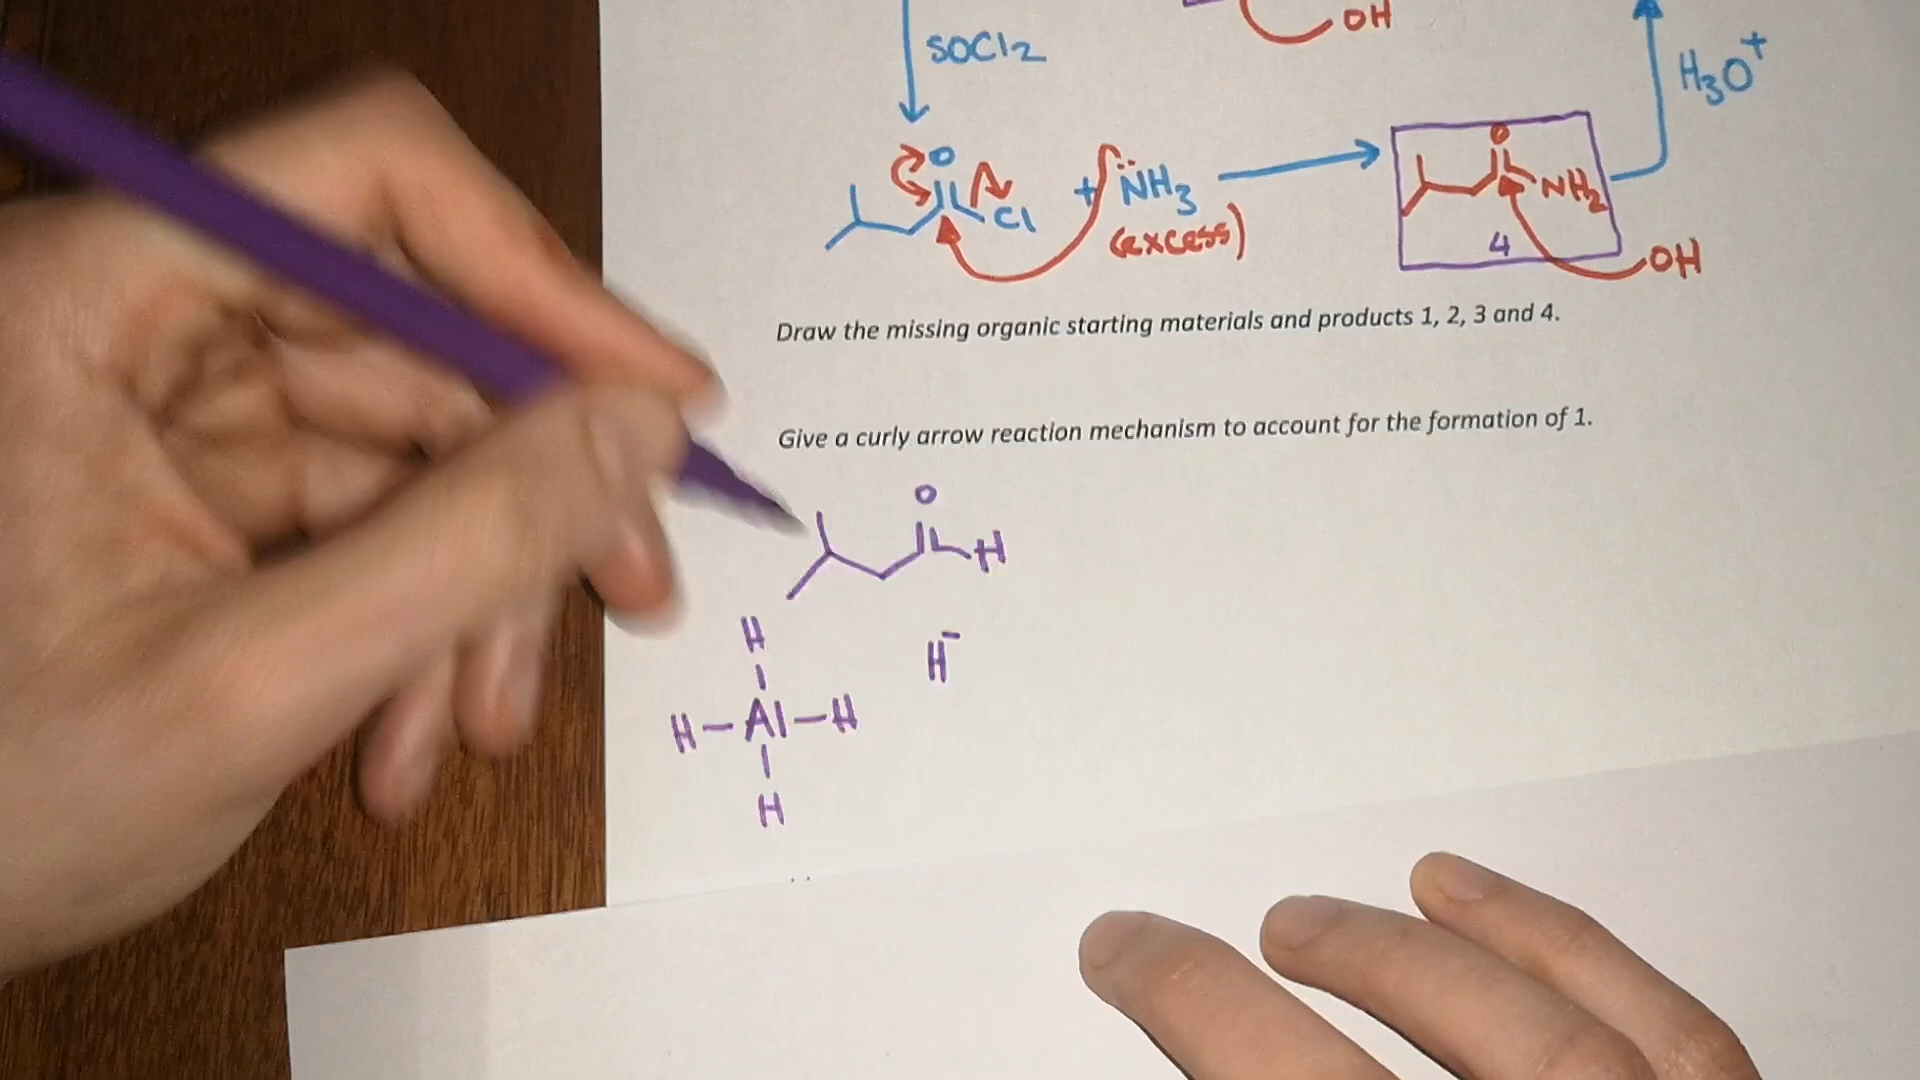 OH
SOCl2
H3O+
O
Cl
+ NH3
(excess)
O
NH2
4
OH
Draw the missing organic starting materials and products 1, 2, 3 and 4.
Give a curly arrow reaction mechanism to account for the formation of 1.
O
H
H
H-
H-Al-H
H